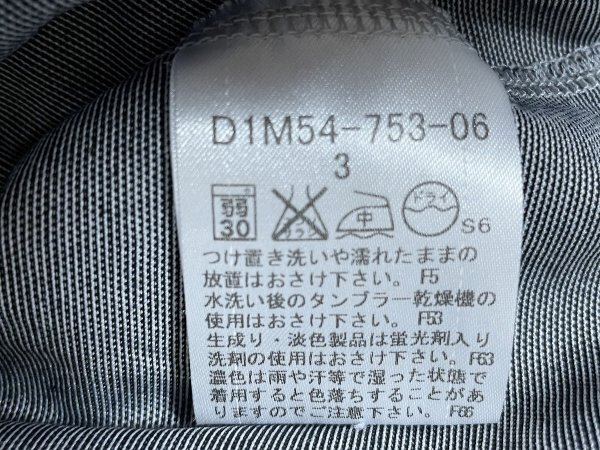 D1M54-753-06
3
弱 30 エンソサラシ 中 ドライ S6
つけ置き洗いや濡れたままの
放置はおさけ下さい。 F5
水洗い後のタンブラー乾燥機の
使用はおさけ下さい。 F53
生成り・淡色製品は蛍光剤入り
洗剤の使用はおさけ下さい。F63
濃色は雨や汗等で湿った状態で
着用すると色落ちすることがあ
りますのでご注意下さい。 F66